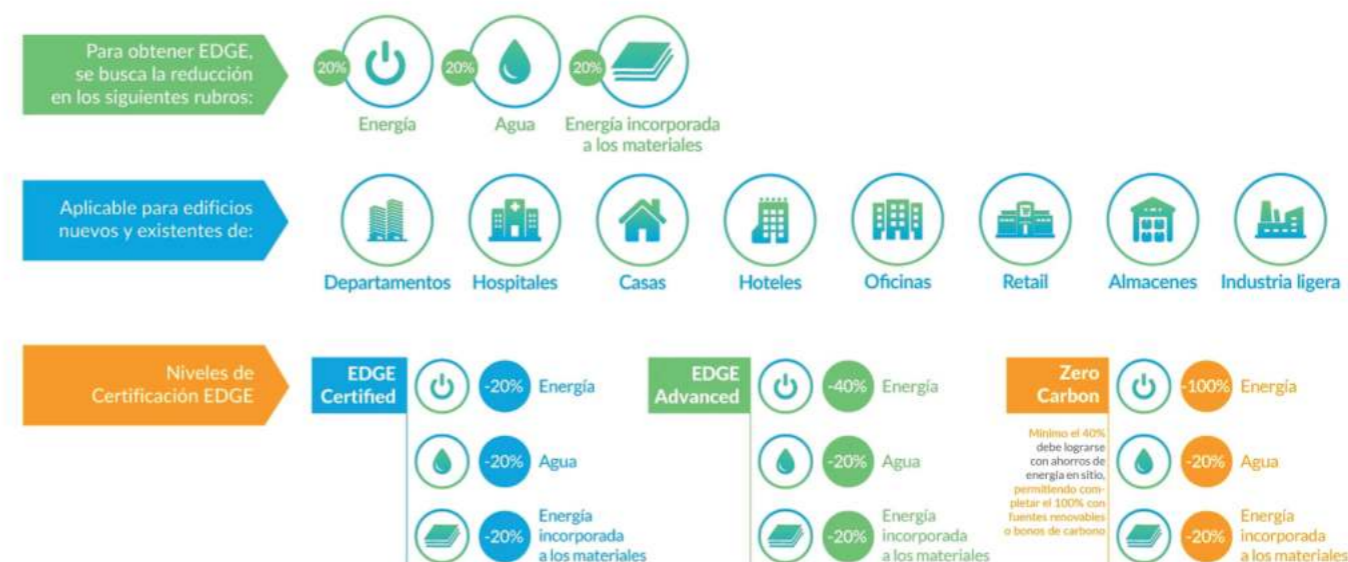 Para obtener EDGE,
se busca la reducción
en los siguientes rubros:
20%
20%
20%
Energía
Agua
Energía incorporada
a los materiales
Aplicable para edificios
nuevos y existentes de:
Departamentos
Hospitales
Casas
Hoteles
Oficinas
Retail
Almacenes
Industria ligera
Niveles de
Certificación EDGE
EDGE
Certified
-20% Energía
-20% Agua
-20% Energía
incorporada
a los materiales
EDGE
Advanced
-40% Energía
-20% Agua
-20% Energía
incorporada
a los materiales
Zero
Carbon
Mínimo el 40%
debe lograrse
con ahorros de
energía en sitio,
permitiendo com-
pletar el 100% con
fuentes renovables
o bonos de carbono
-100% Energía
-20% Agua
-20% Energía
incorporada
a los materiales